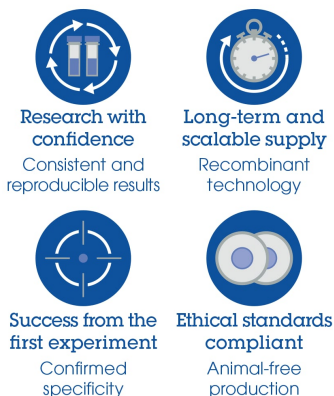 Research with
confidence
Consistent and
reproducible results
Long-term and
scalable supply
Recombinant
technology
Success from the
first experiment
Confirmed
specificity
Ethical standards
compliant
Animal-free
production